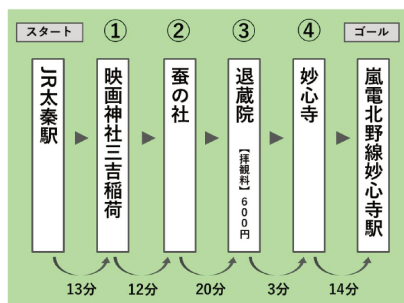 スタート
①
②
③
④
ゴール
JR太秦駅
映画神社三吉稲荷
蚕の社
退蔵院
【拝観料】600円
妙心寺
嵐電北野線妙心寺駅
13分
12分
20分
3分
14分